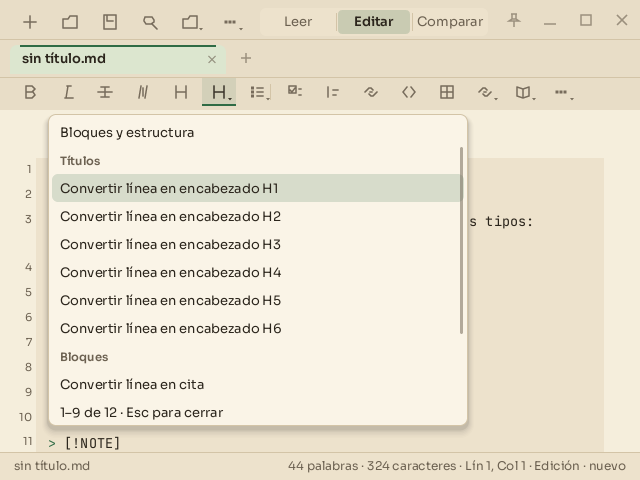 Leer
Editar
Comparar
sin título.md
Bloques y estructura
Títulos
Convertir línea en encabezado H1
Convertir línea en encabezado H2
Convertir línea en encabezado H3
Convertir línea en encabezado H4
Convertir línea en encabezado H5
Convertir línea en encabezado H6
Bloques
Convertir línea en cita
1–9 de 12 · Esc para cerrar
1
2
3
s tipos:
4
5
6
7
8
9
10
11
> [!NOTE]
sin título.md
44 palabras · 324 caracteres · Lín 1, Col 1 · Edición · nuevo